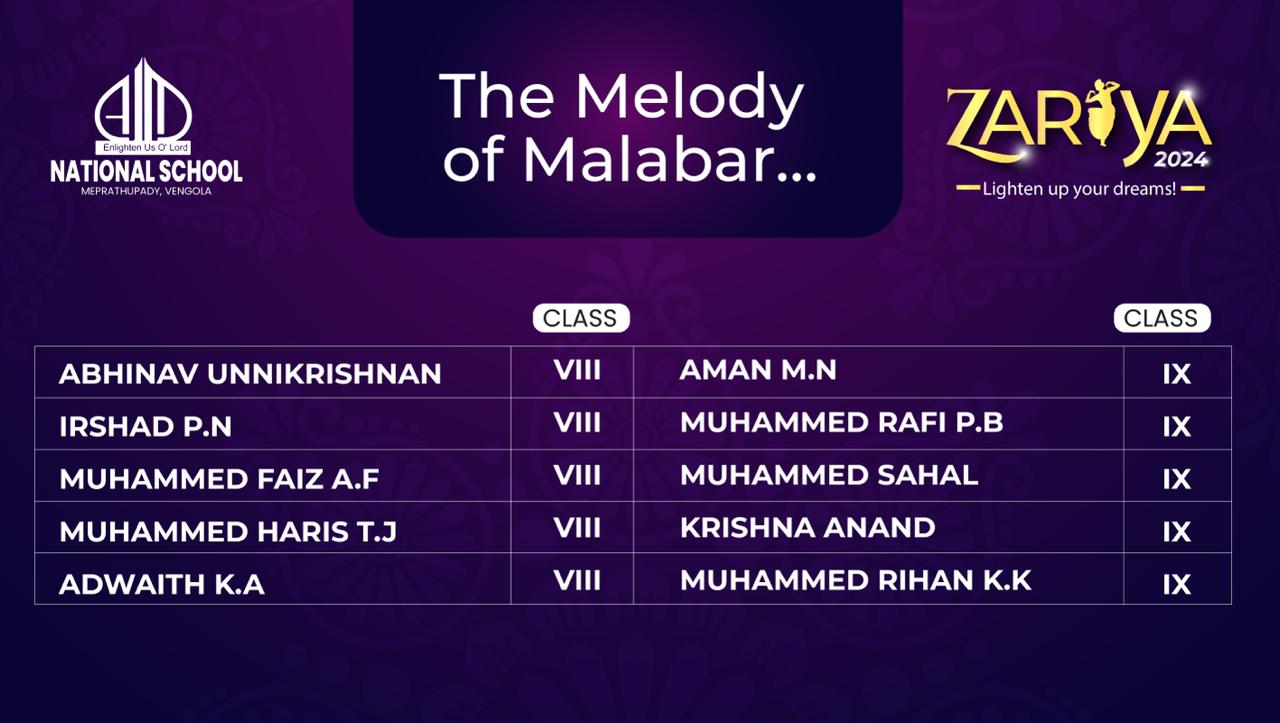 Enlighten Us O' Lord
NATIONAL SCHOOL
MEPRATHUPADY, VENGOLA
The Melody
of Malabar...
ZARIYA
2024
Lighten up your dreams!
CLASS
CLASS
ABHINAV UNNIKRISHNAN VIII AMAN M.N IX
IRSHAD P.N VIII MUHAMMED RAFI P.B IX
MUHAMMED FAIZ A.F VIII MUHAMMED SAHAL IX
MUHAMMED HARIS T.J VIII KRISHNA ANAND IX
ADWAITH K.A VIII MUHAMMED RIHAN K.K IX